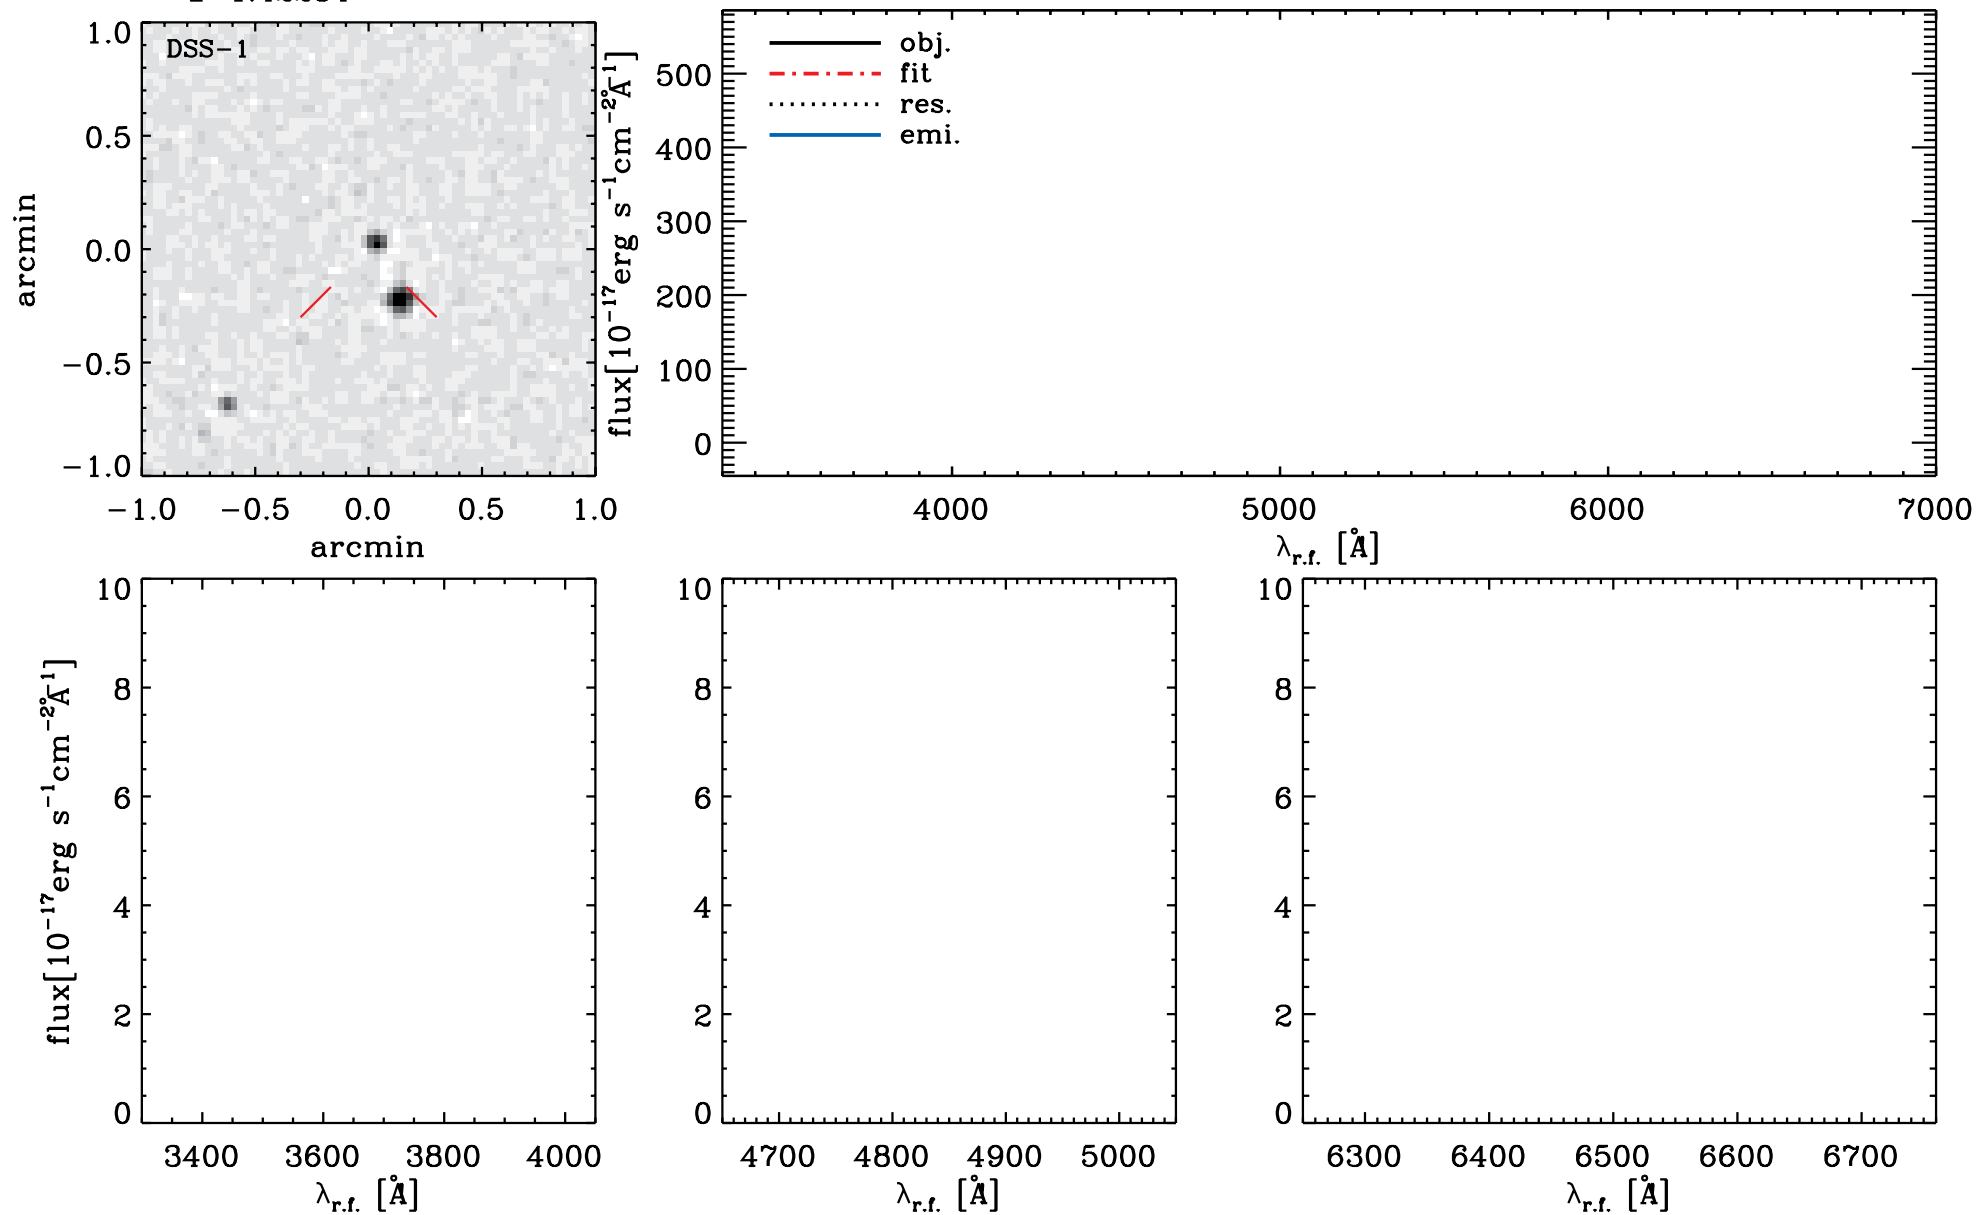 DSS-1
1.0
0.5
0.0
-0.5
-1.0
arcmin
-1.0 -0.5 0.0 0.5 1.0
arcmin
obj.
fit
res.
emi.
500
400
300
200
100
0
flux[10⁻¹⁷erg s⁻¹cm⁻²Å⁻¹]
4000 5000 6000 7000
λr.f. [Å]
10
8
6
4
2
0
flux[10⁻¹⁷erg s⁻¹cm⁻²Å⁻¹]
3400 3600 3800 4000
λr.f. [Å]
10
8
6
4
2
0
4700 4800 4900 5000
λr.f. [Å]
10
8
6
4
2
0
6300 6400 6500 6600 6700
λr.f. [Å]